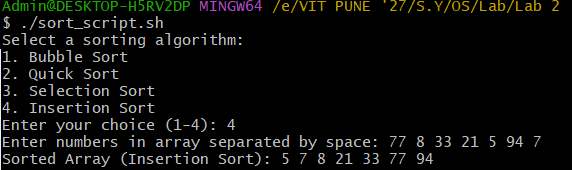 Admin@DESKTOP-H5RV2DP MINGW64 /e/VIT PUNE '27/S.Y/OS/Lab/Lab 2
$ ./sort_script.sh
Select a sorting algorithm:
1. Bubble Sort
2. Quick Sort
3. Selection Sort
4. Insertion Sort
Enter your choice (1-4): 4
Enter numbers in array separated by space: 77 8 33 21 5 94 7
Sorted Array (Insertion Sort): 5 7 8 21 33 77 94